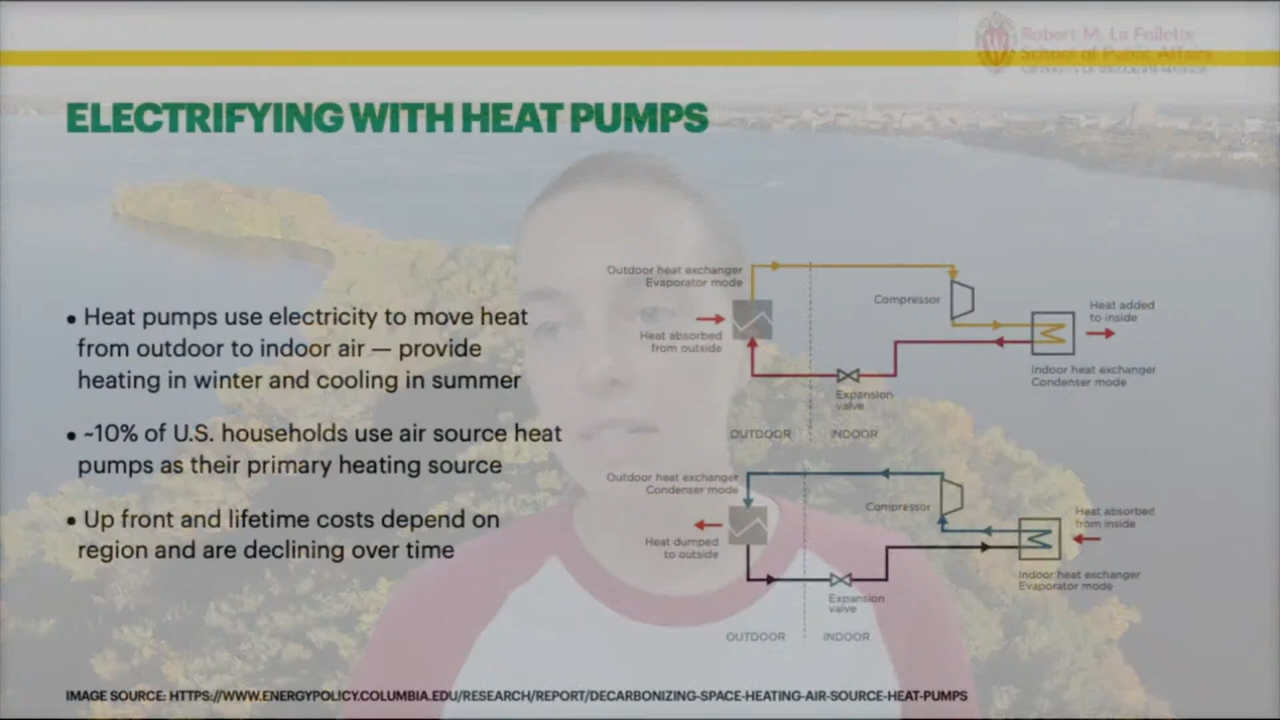 Robert M. La Follette
School of Public Affairs
ELECTRIFYING WITH HEAT PUMPS
• Heat pumps use electricity to move heat
from outdoor to indoor air — provide
heating in winter and cooling in summer
• ~10% of U.S. households use air source heat
pumps as their primary heating source
• Up front and lifetime costs depend on
region and are declining over time
Outdoor heat exchanger
Evaporator mode
Heat absorbed
from outside
Compressor
Heat added
to inside
Indoor heat exchanger
Condenser mode
Expansion
valve
OUTDOOR
INDOOR
Outdoor heat exchanger
Condenser mode
Heat dumped
to outside
Compressor
Heat absorbed
from inside
Indoor heat exchanger
Evaporator mode
Expansion
valve
OUTDOOR
INDOOR
IMAGE SOURCE: HTTPS://WWW.ENERGYPOLICY.COLUMBIA.EDU/RESEARCH/REPORT/DECARBONIZING-SPACE-HEATING-AIR-SOURCE-HEAT-PUMPS